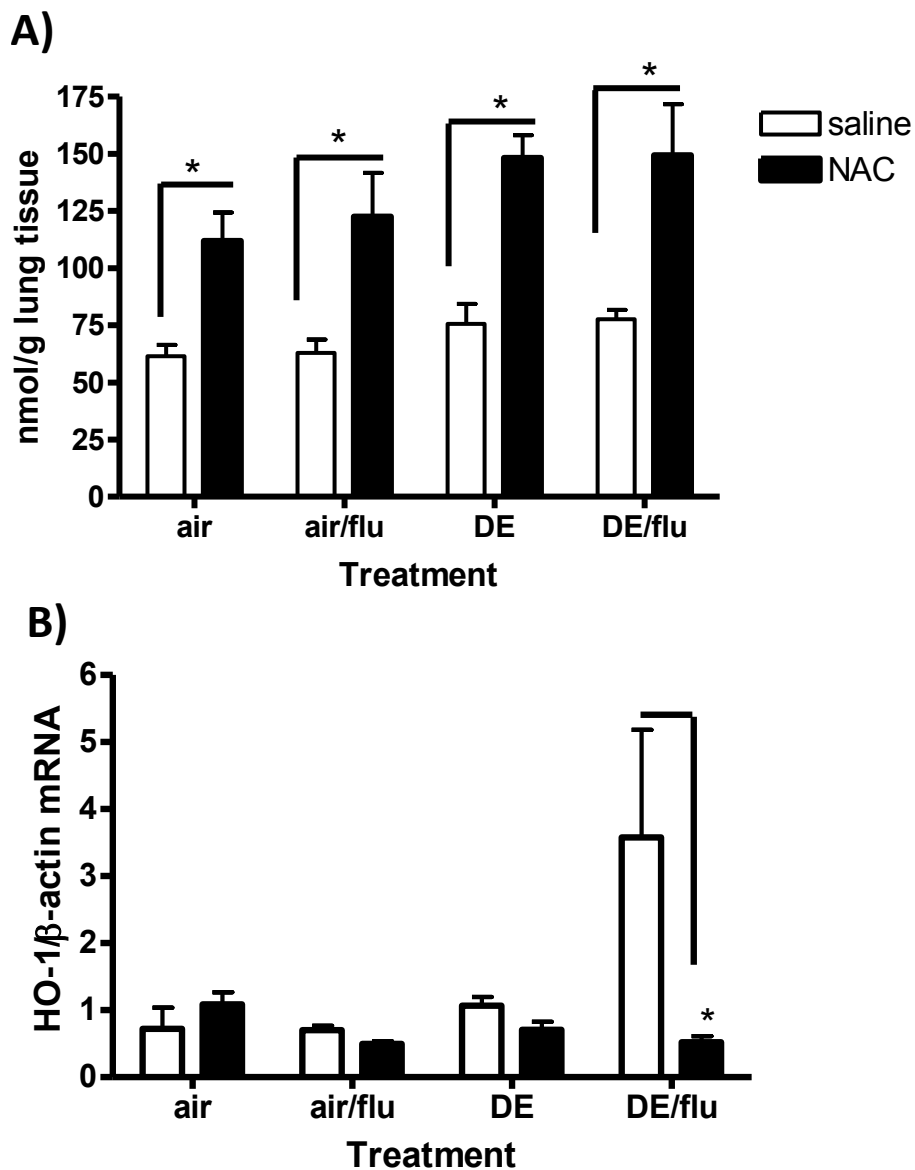 A)
nmol/g lung tissue
175
150
125
100
75
50
25
0
*
*
*
*
saline
NAC
air
air/flu
DE
DE/flu
Treatment
B)
HO-1/β-actin mRNA
6
5
4
3
2
1
0
*
air
air/flu
DE
DE/flu
Treatment